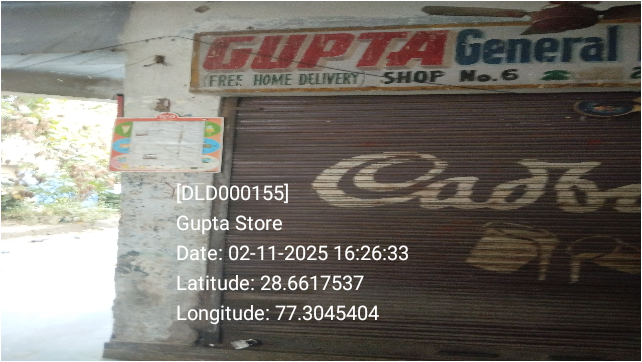 GUPTA General
(FREE HOME DELIVERY) SHOP No.6
[DLD000155]
Gupta Store
Date: 02-11-2025 16:26:33
Latitude: 28.6617537
Longitude: 77.3045404